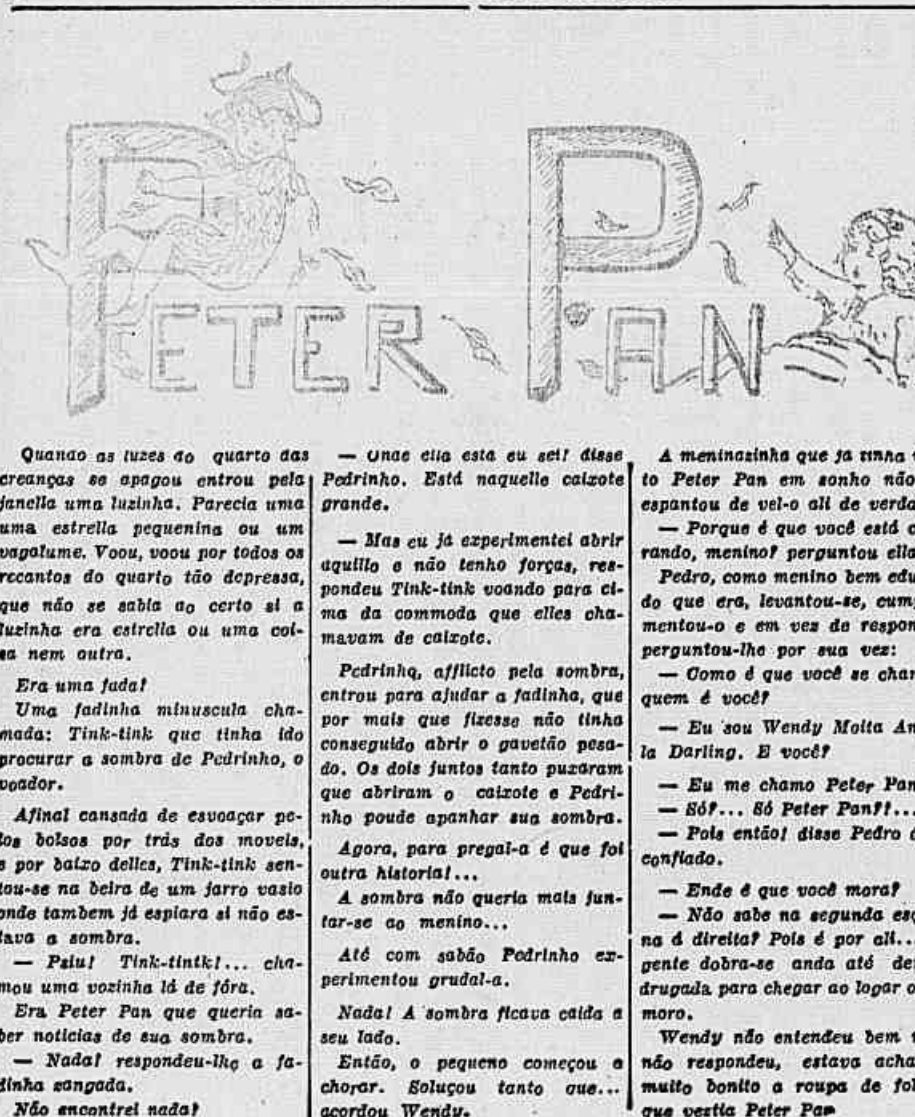 PETER PAN
Quando as luzes do quarto das
creanças se apagou entrou pela
janella uma luzinha. Parecia uma
uma estrella pequenina ou um
vagalume. Voou, voou por todos os
recantos do quarto tão depressa,
que não se sabia ao certo si a
luzinha era estrella ou uma coi-
sa nem outra.
Era uma fada!
Uma fadinha minuscula cha-
mada: Tink-tink que tinha ido
procurar a sombra de Pedrinho, o
voador.
Afinal cansada de esvoaçar pe-
los bolsos por trás dos moveis,
e por baixo delles, Tink-tink sen-
tou-se na beira de um jarro vasio
onde tambem já espiara si não es-
tava a sombra.
— Psiu! Tink-tintk!... cha-
mou uma vozinha lá de fóra.
Era Peter Pan que queria sa-
ber noticias de sua sombra.
— Nada! respondeu-lhe a fa-
dinha zangada.
Não encontrei nada!
— Onde ella está eu sei! disse
Pedrinho. Está naquelle caixote
grande.
— Mas eu já experimentei abrir
aquillo e não tenho forças, res-
pondeu Tink-tink voando para ci-
ma da commoda que elles cha-
mavam de caixote.
Pedrinho, afflicto pela sombra,
entrou para ajudar a fadinha, que
por mais que fizesse não tinha
conseguido abrir o gavetão pesa-
do. Os dois juntos tanto puxaram
que abriram o caixote e Pedri-
nho poude apanhar sua sombra.
Agora, para pregal-a é que foi
outra historia!...
A sombra não queria mais jun-
tar-se ao menino...
Até com sabão Pedrinho ex-
perimentou grudal-a.
Nada! A sombra ficava caida a
seu lado.
Então, o pequeno começou a
chorar. Soluçou tanto que...
acordou Wendy.
A meninazinha que já tinha
to Peter Pan em sonho não
espantou de vel-o ali de verda
— Porque é que você está c
rando, menino? perguntou ella
Pedro, como menino bem edu
do que era, levantou-se, cum
mentou-o e em vez de respon
perguntou-lhe por sua vez:
— Como é que você se char
quem é você?
— Eu sou Wendy Moita An
la Darling. E você?
— Eu me chamo Peter Pan
— Só?... Só Peter Pan?!...
— Pois então! disse Pedro
confiado.
— Ende é que você mora?
— Não sabe na segunda esq
na á direita? Pois é por ali...
gente dobra-se anda até de
drugada para chegar ao logar o
moro.
Wendy não entendeu bem
não respondeu, estava acha
muito bonito a roupa de fol
que vestia Peter Pan